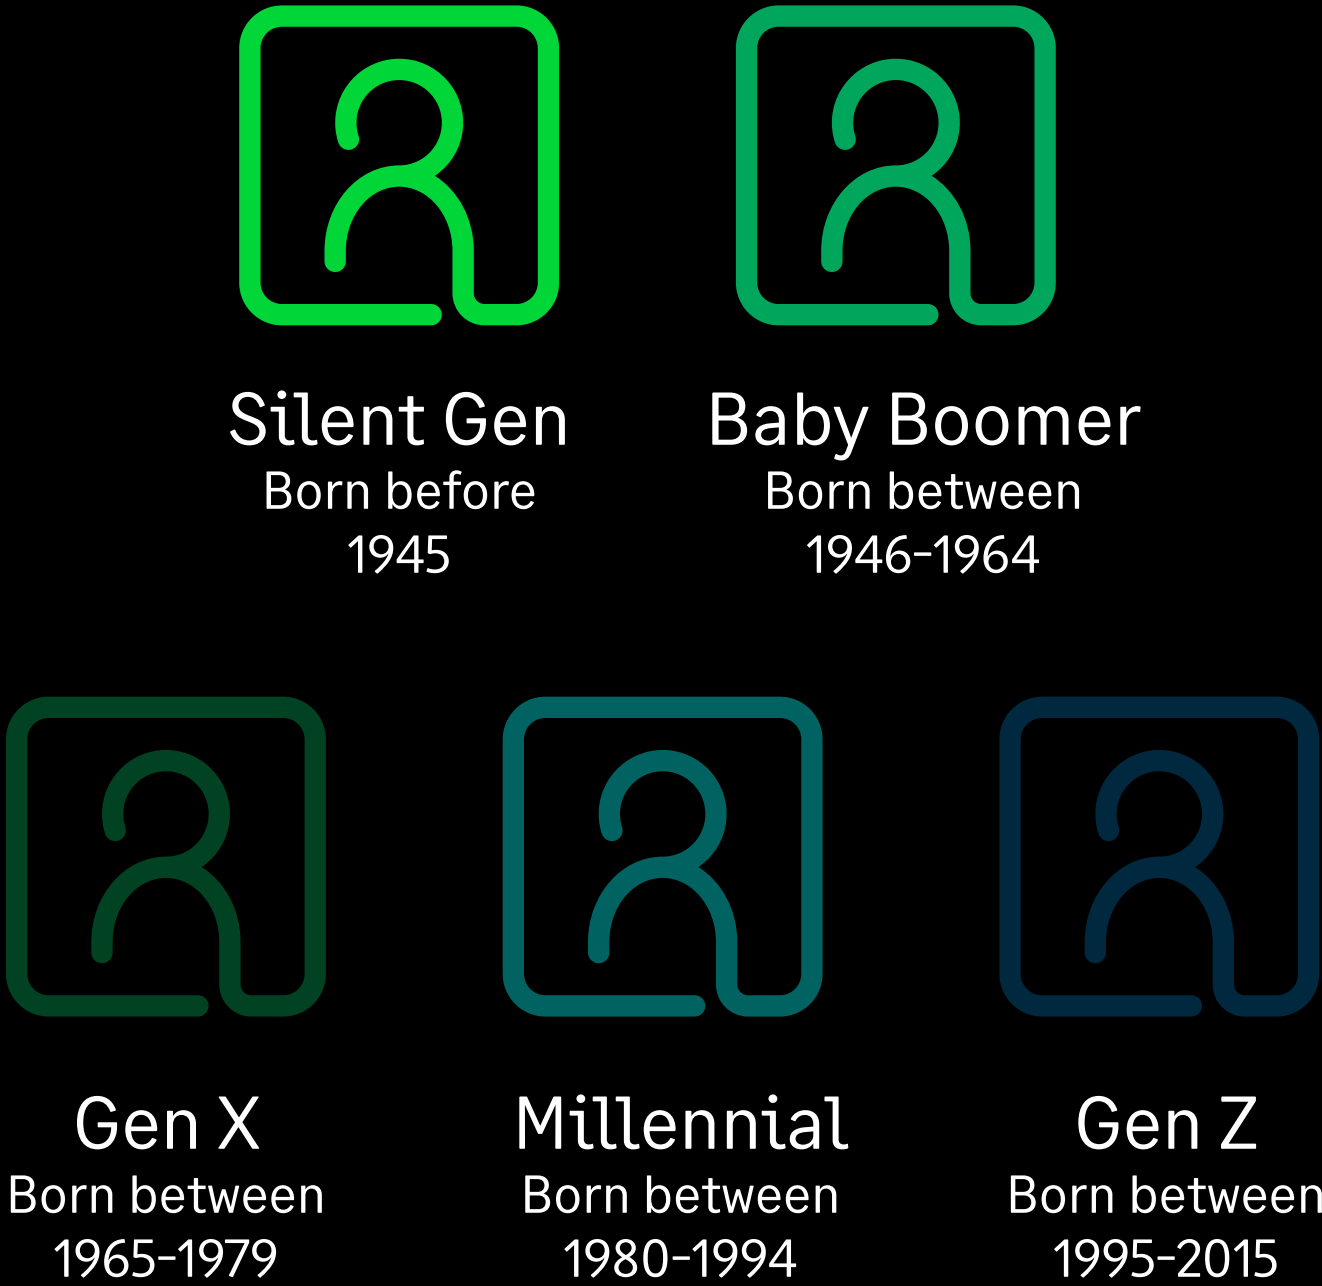 Silent Gen
Born before
1945
Baby Boomer
Born between
1946-1964
Gen X
Born between
1965-1979
Millennial
Born between
1980-1994
Gen Z
Born between
1995-2015